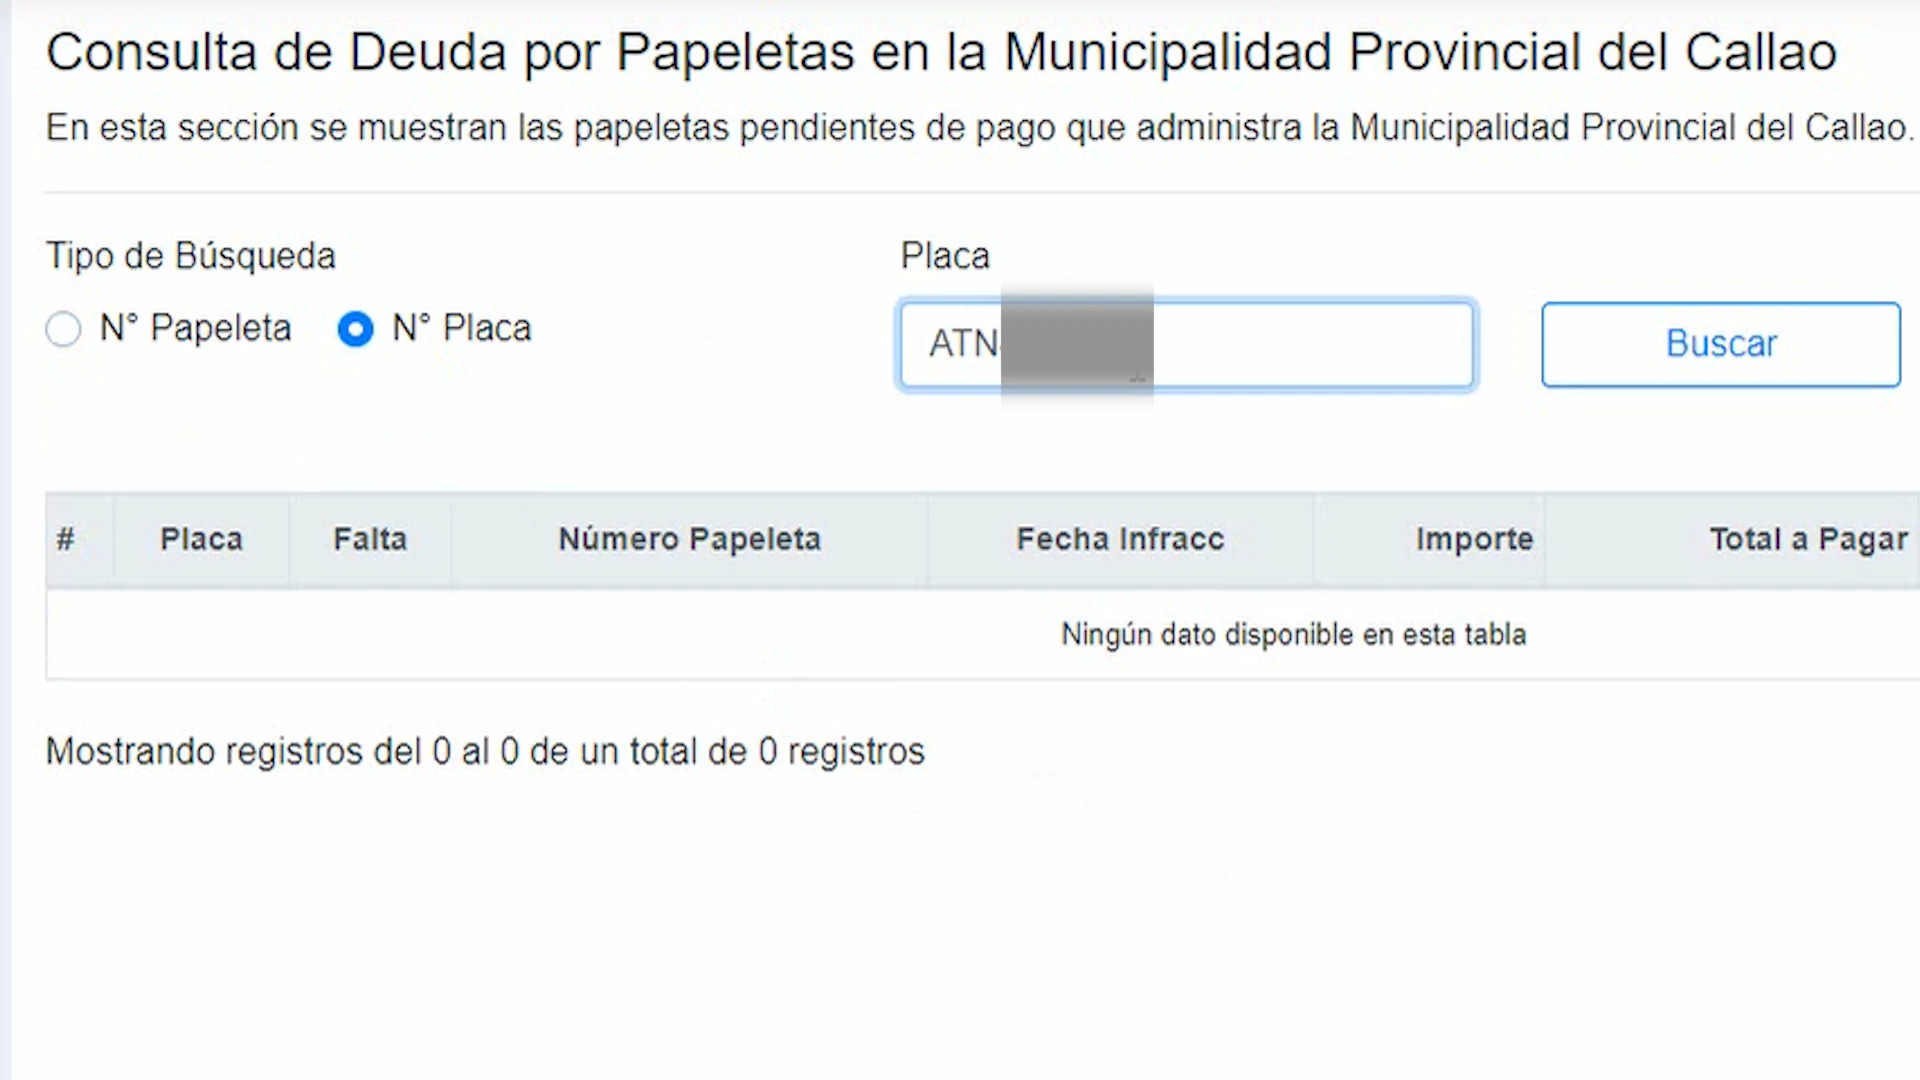 Consulta de Deuda por Papeletas en la Municipalidad Provincial del Callao
En esta sección se muestran las papeletas pendientes de pago que administra la Municipalidad Provincial del Callao.
Tipo de Búsqueda
Placa
N° Papeleta
N° Placa
ATN
Buscar
# Placa Falta Número Papeleta Fecha Infracc Importe Total a Pagar
Ningún dato disponible en esta tabla
Mostrando registros del 0 al 0 de un total de 0 registros